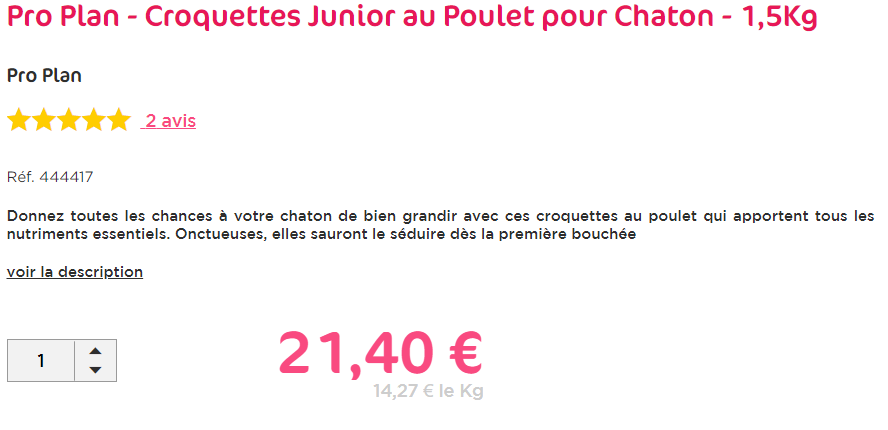 Pro Plan - Croquettes Junior au Poulet pour Chaton - 1,5Kg
Pro Plan
2 avis
Réf. 444417
Donnez toutes les chances à votre chaton de bien grandir avec ces croquettes au poulet qui apportent tous les
nutriments essentiels. Onctueuses, elles sauront le séduire dès la première bouchée
voir la description
1
21,40 €
14,27 € le Kg